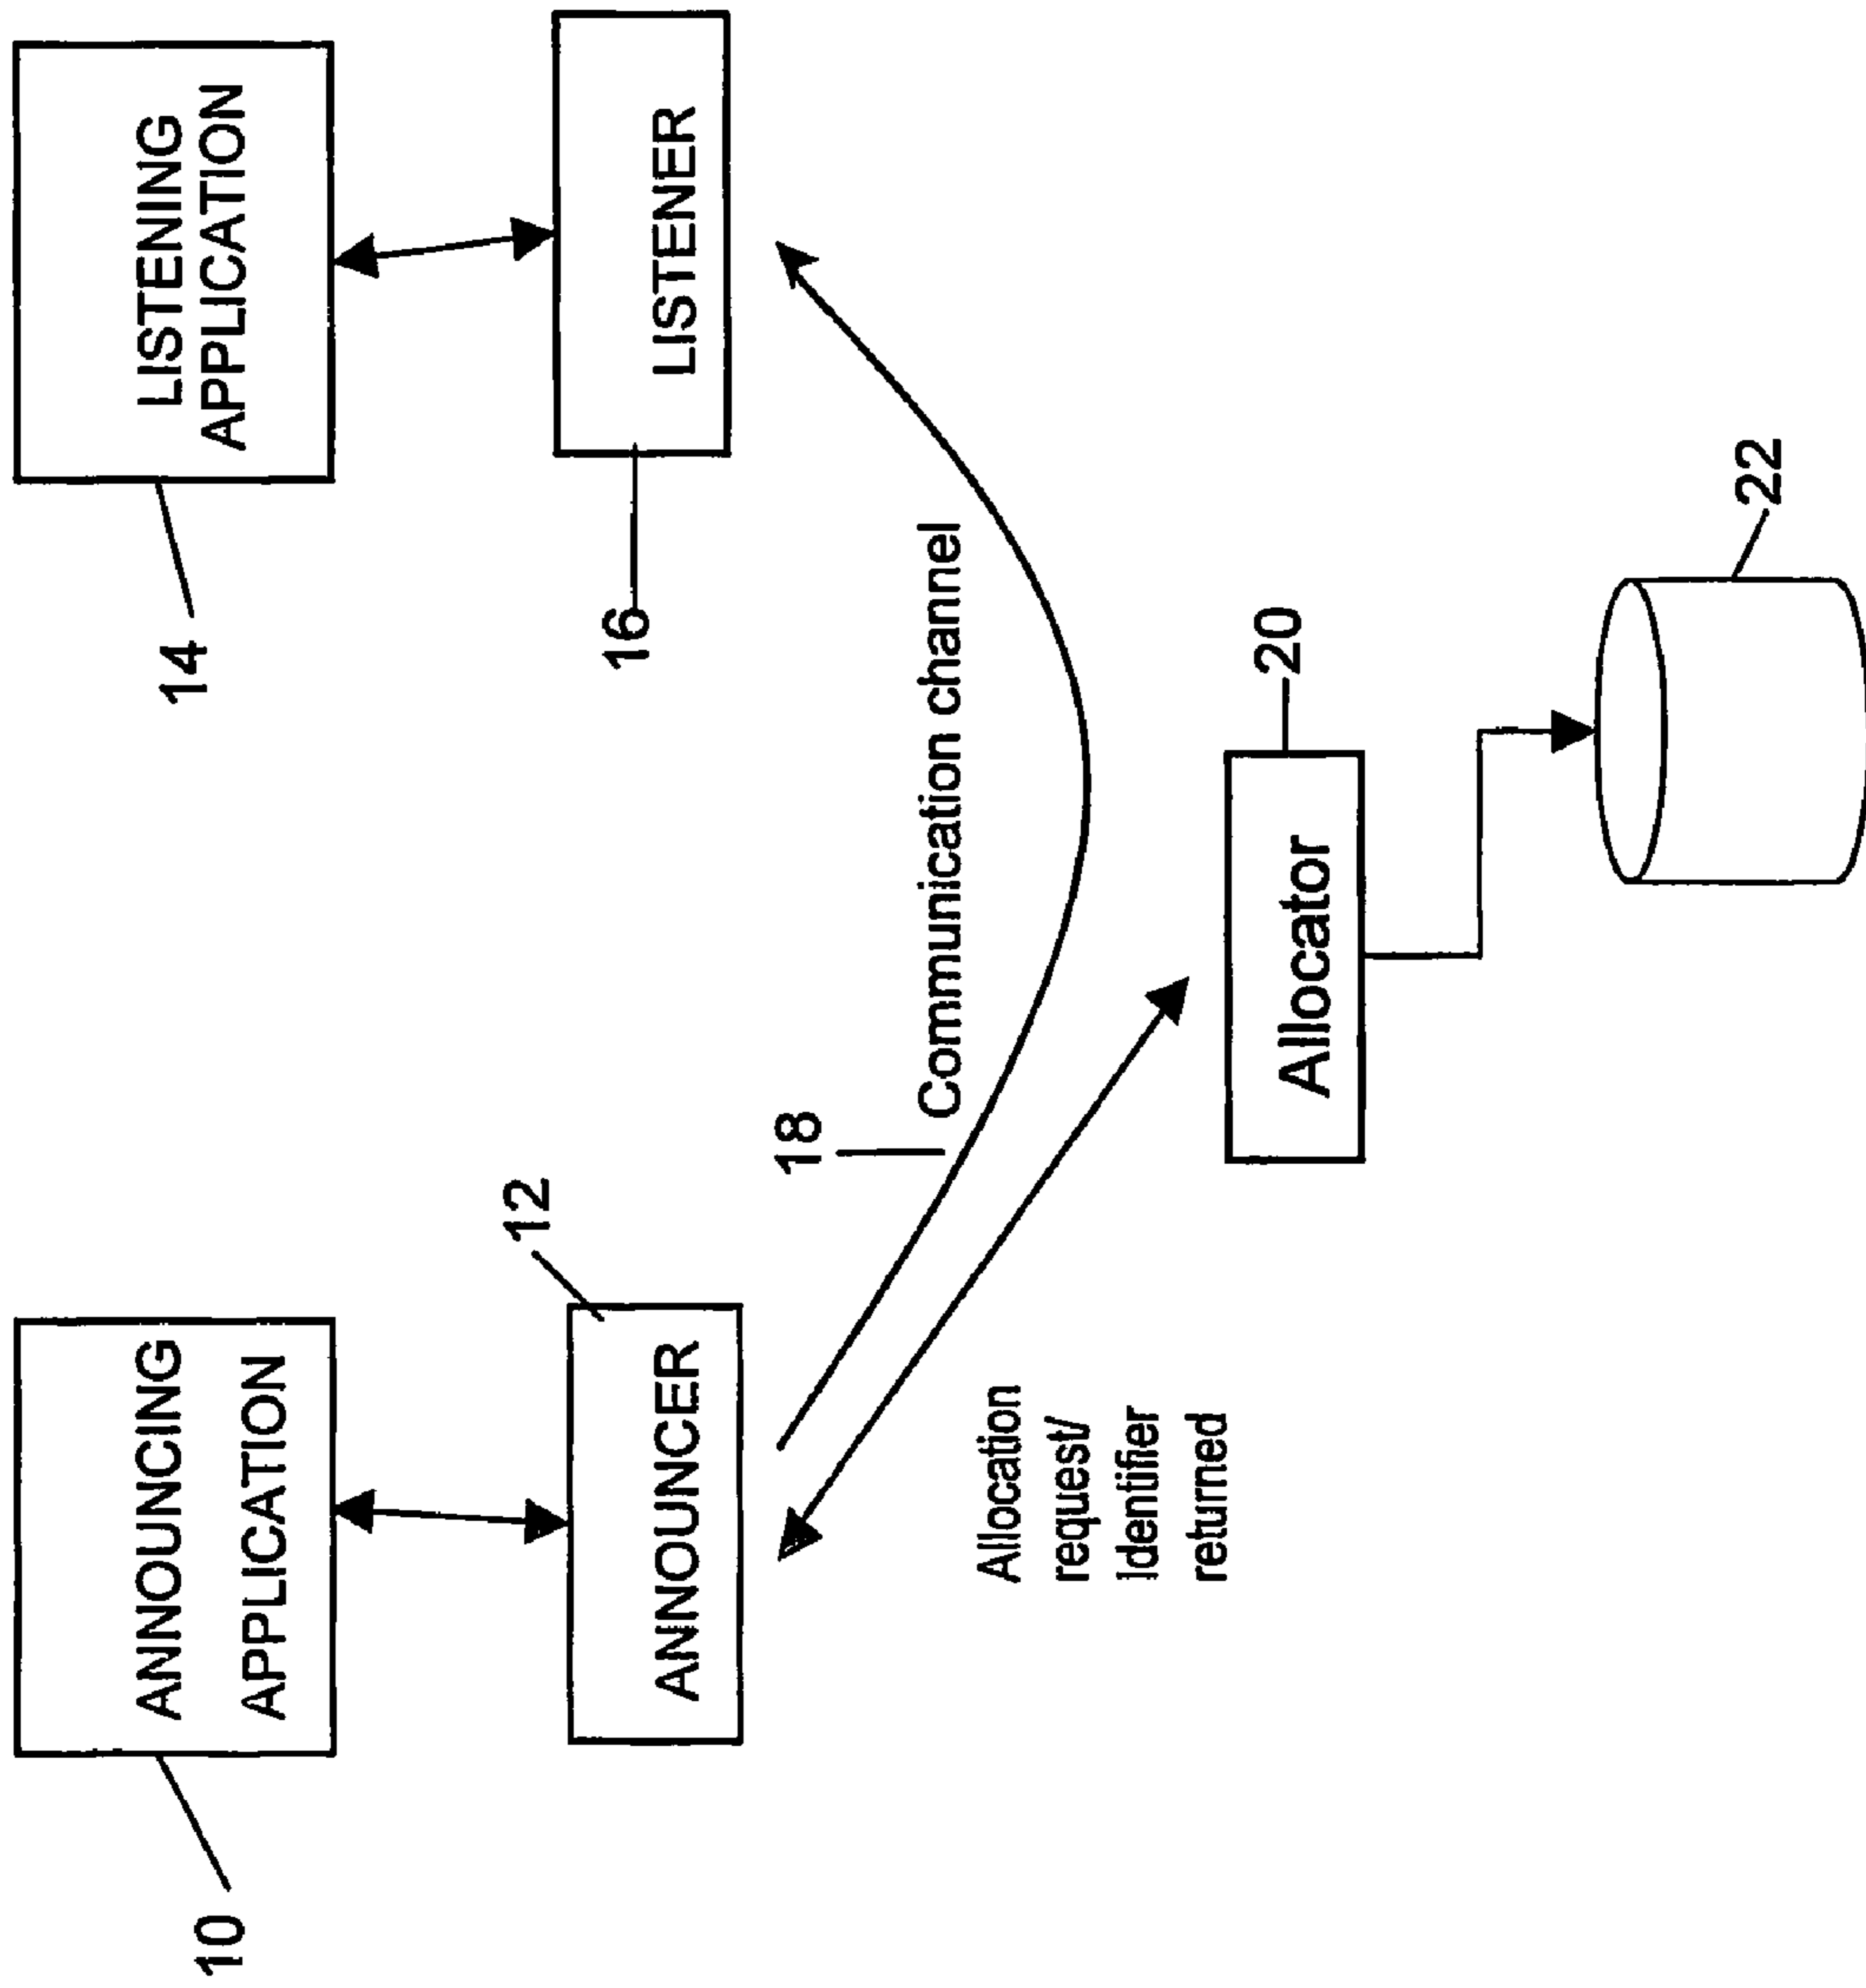 10
ANNOUNCING
APPLICATION
14
LISTENING
APPLICATION
12
ANNOUNCER
16
LISTENER
18
Communication channel
Allocation
request/
Identifier
returned
20
Allocator
22